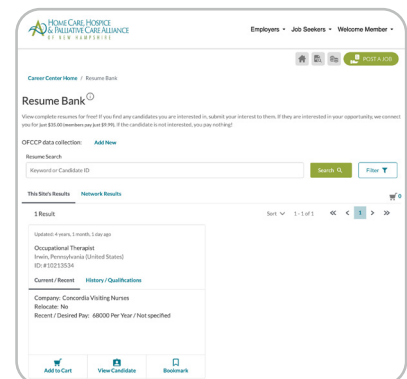 HOME CARE, HOSPICE
& PALLIATIVE CARE ALLIANCE
OF NEW HAMPSHIRE
Employers Job Seekers Welcome Member
POST A JOB
Career Center Home / Resume Bank
Resume Bank
View complete resumes for free! If you find any candidates you are interested in, submit your interest to them. If they are interested in your opportunity, we connect
you for just $35.00 (members pay just $9.99). If the candidate is not interested, you pay nothing!
OFCCP data collection: Add New
Resume Search
Keyword or Candidate ID
Search
Filter
This Site's Results Network Results
0
1 Result
Sort 1 - 1 of 1 << < 1 > >>
Updated: 4 years, 1 month, 1 day ago
Occupational Therapist
Irwin, Pennsylvania (United States)
ID: #10213534
Current / Recent History / Qualifications
Company: Concordia Visiting Nurses
Relocate: No
Recent / Desired Pay: 68000 Per Year / Not specified
Add to Cart View Candidate Bookmark